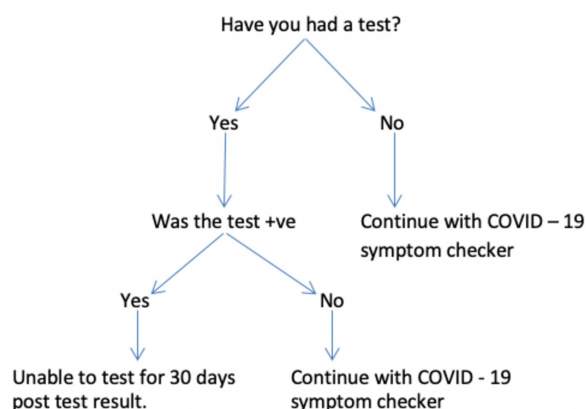 Have you had a test?
Yes
No
Was the test +ve
Continue with COVID – 19
symptom checker
Yes
No
Unable to test for 30 days
post test result.
Continue with COVID - 19
symptom checker